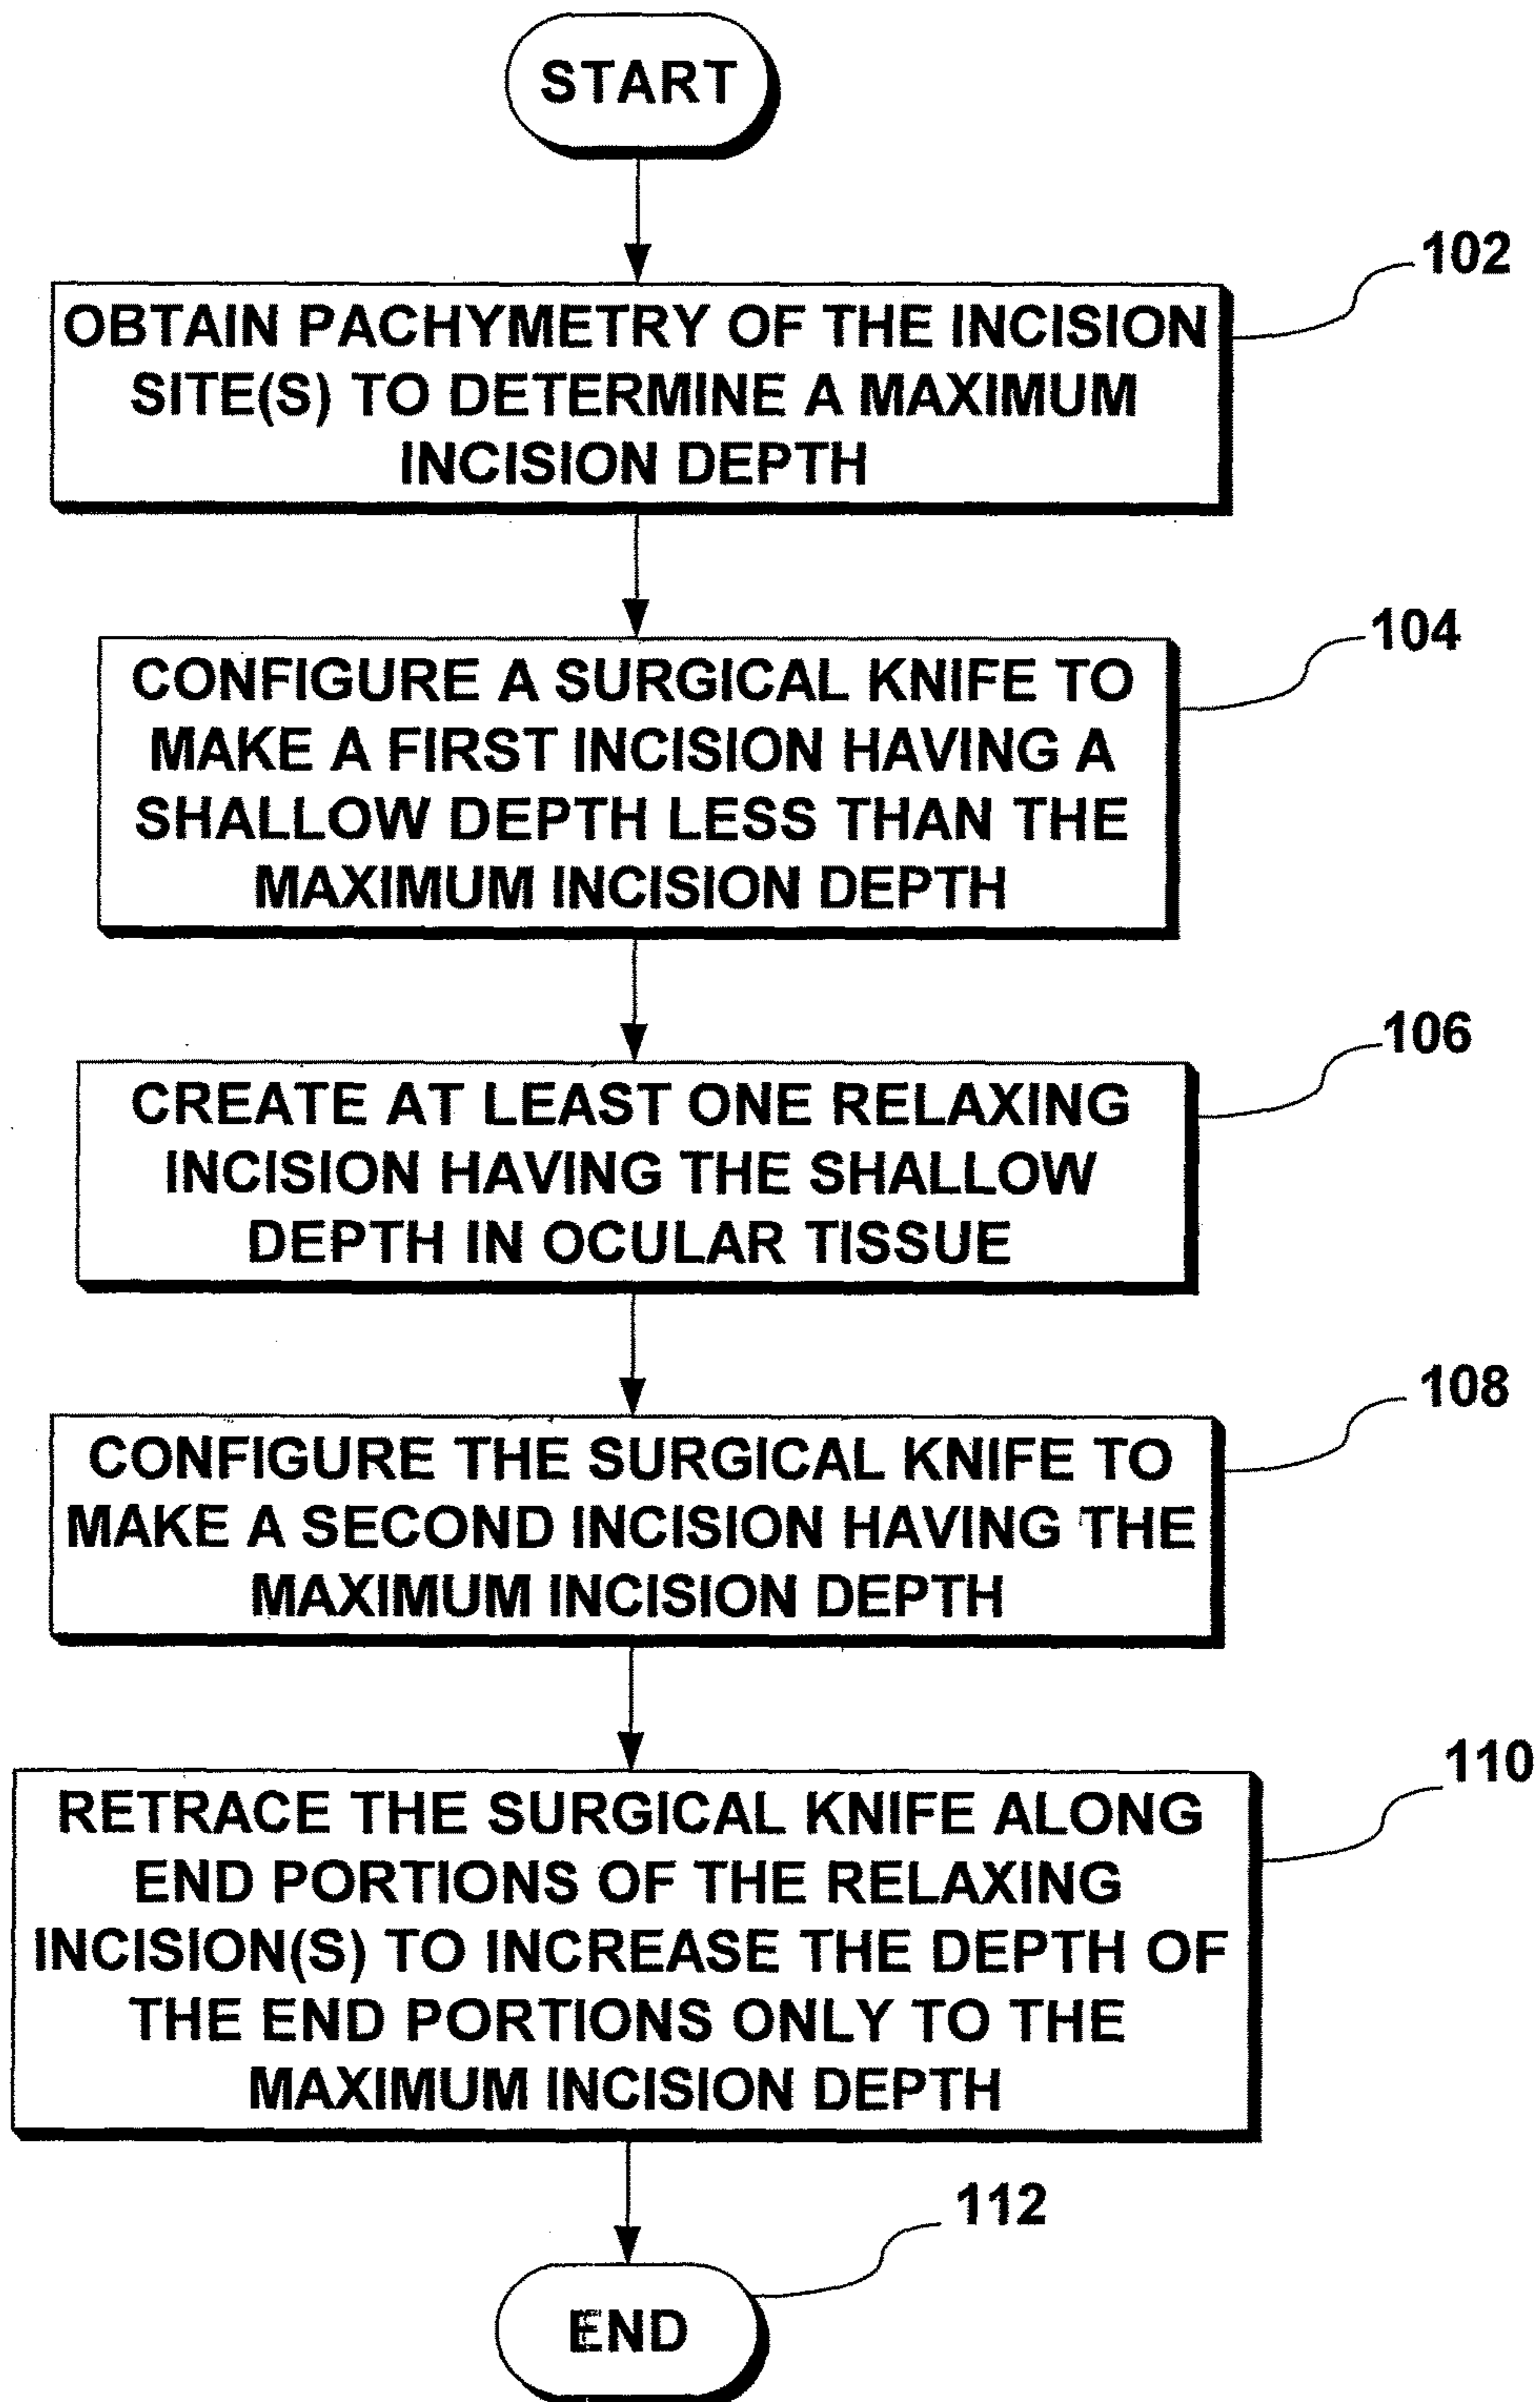 START
102
OBTAIN PACHYMETRY OF THE INCISION
SITE(S) TO DETERMINE A MAXIMUM
INCISION DEPTH
104
CONFIGURE A SURGICAL KNIFE TO
MAKE A FIRST INCISION HAVING A
SHALLOW DEPTH LESS THAN THE
MAXIMUM INCISION DEPTH
106
CREATE AT LEAST ONE RELAXING
INCISION HAVING THE SHALLOW
DEPTH IN OCULAR TISSUE
108
CONFIGURE THE SURGICAL KNIFE TO
MAKE A SECOND INCISION HAVING THE
MAXIMUM INCISION DEPTH
110
RETRACE THE SURGICAL KNIFE ALONG
END PORTIONS OF THE RELAXING
INCISION(S) TO INCREASE THE DEPTH OF
THE END PORTIONS ONLY TO THE
MAXIMUM INCISION DEPTH
112
END